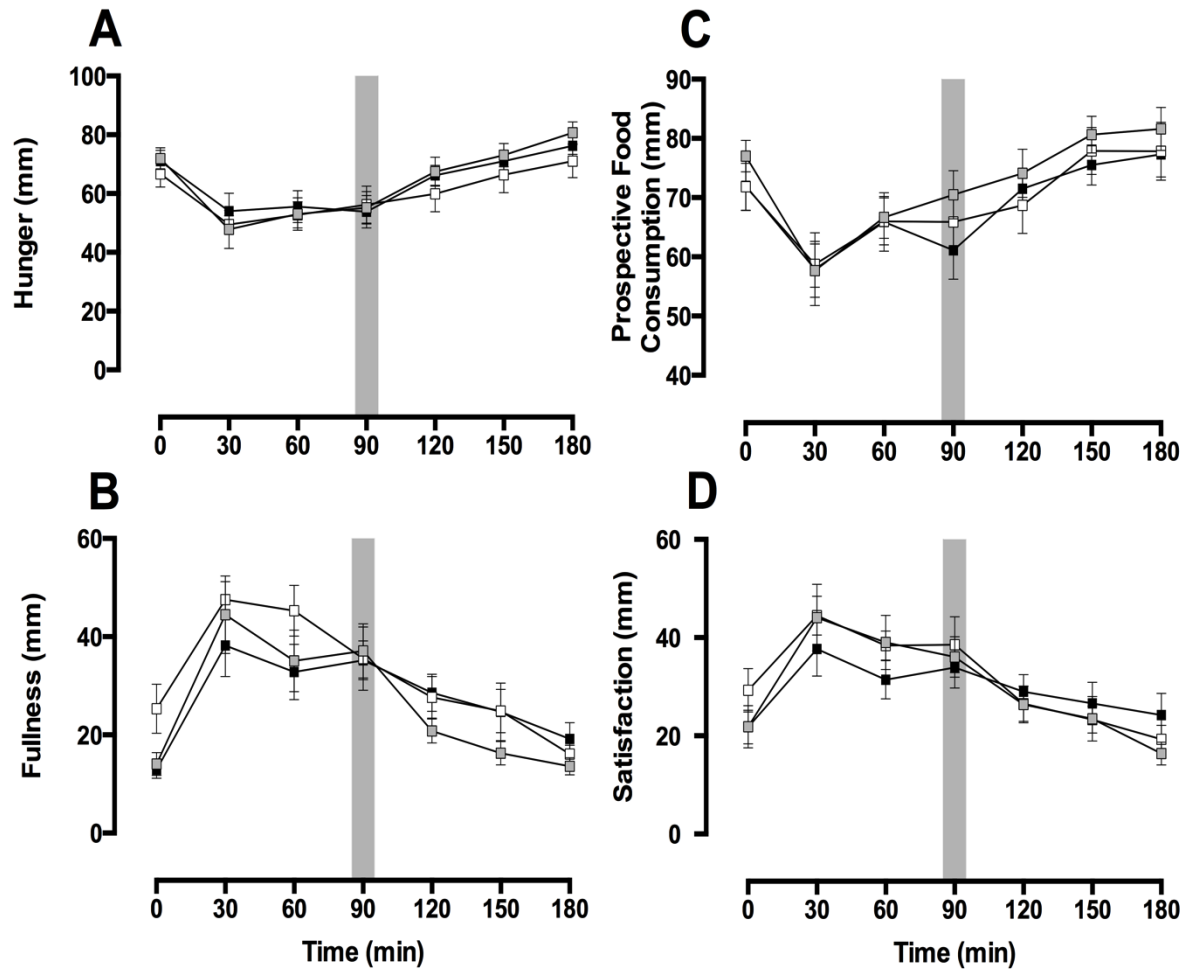 A
Hunger (mm)
100
80
60
40
20
0
0 30 60 90 120 150 180
C
Prospective Food
Consumption (mm)
90
80
70
60
50
40
0 30 60 90 120 150 180
B
Fullness (mm)
60
40
20
0
0 30 60 90 120 150 180
Time (min)
D
Satisfaction (mm)
60
40
20
0
0 30 60 90 120 150 180
Time (min)